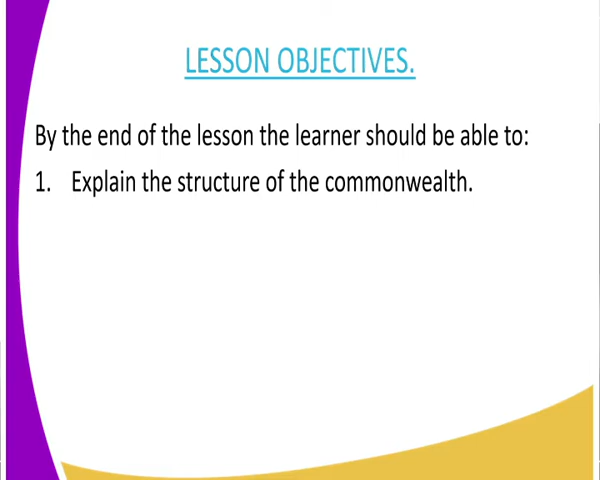 LESSON OBJECTIVES.
By the end of the lesson the learner should be able to:
1. Explain the structure of the commonwealth.